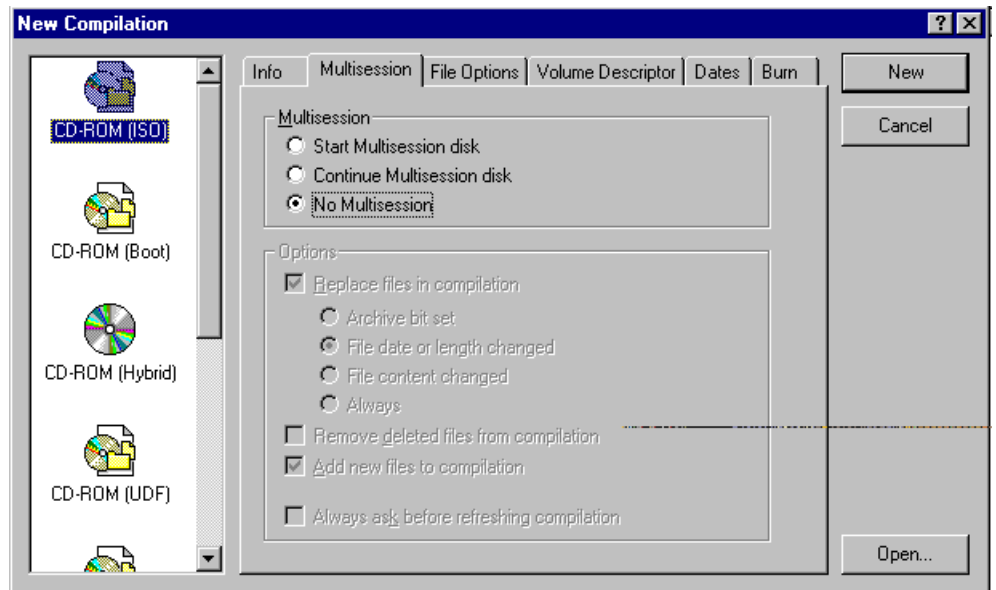 New Compilation
CD-ROM (ISO)
CD-ROM (Boot)
CD-ROM (Hybrid)
CD-ROM (UDF)
Info Multisession File Options Volume Descriptor Dates Burn
Multisession
Start Multisession disk
Continue Multisession disk
No Multisession
Options
Replace files in compilation
Archive bit set
File date or length changed
File content changed
Always
Remove deleted files from compilation
Add new files to compilation
Always ask before refreshing compilation
New
Cancel
Open...